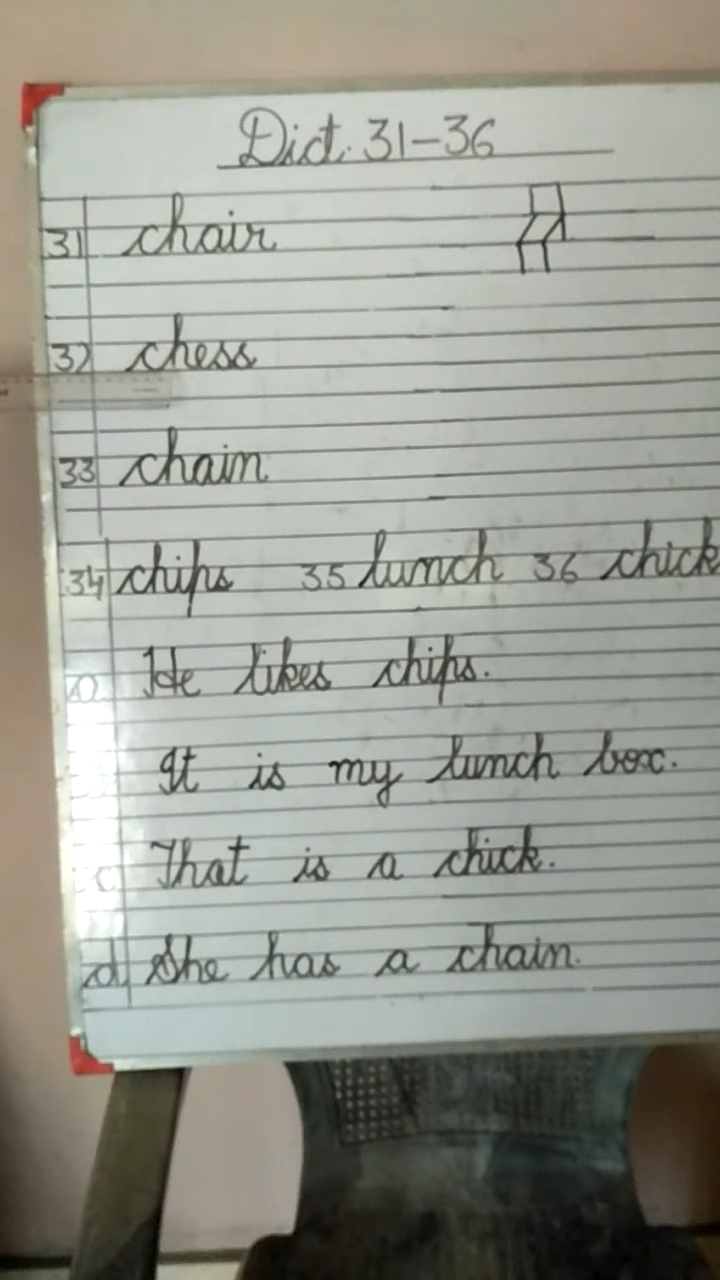 Dict. 31-36
31 chair
32 chess
33 chain
34 chips 35 lunch 36 chick
a He likes chips.
It is my lunch box.
c That is a chick.
d She has a chain.